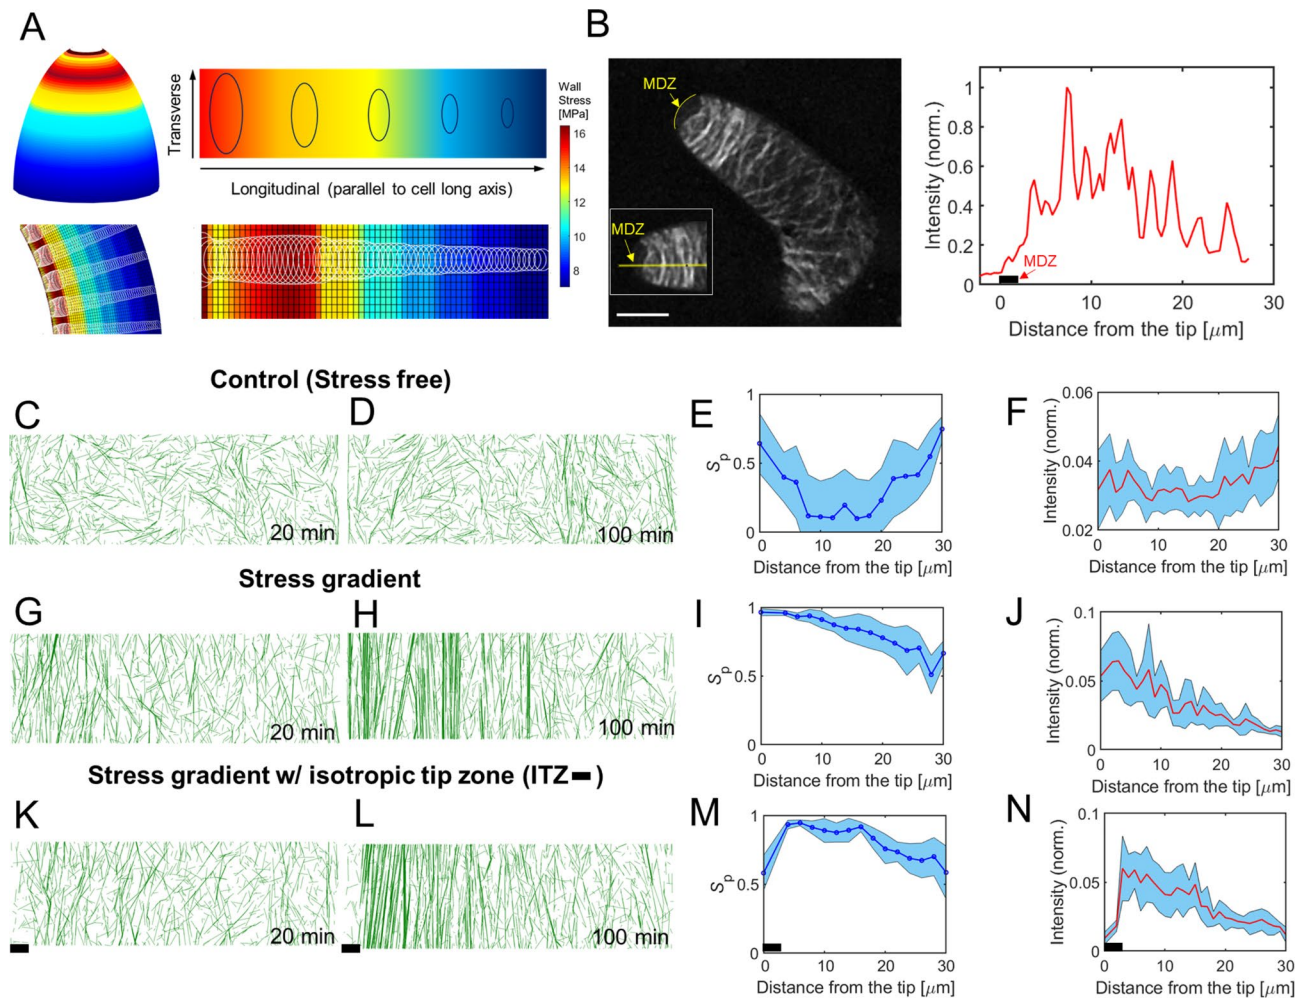 A
Transverse
Longitudinal (parallel to cell long axis)
Wall
Stress
[MPa]
16
14
12
10
8
B
MDZ
MDZ
Intensity (norm.)
1
0.8
0.6
0.4
0.2
0
MDZ
0
10
20
30
Distance from the tip [μm]
Control (Stress free)
C
20 min
D
100 min
E
Sp
1
0.5
0
0
10
20
30
Distance from the tip [μm]
F
Intensity (norm.)
0.06
0.04
0.02
0
10
20
30
Distance from the tip [μm]
Stress gradient
G
20 min
H
100 min
I
Sp
1
0.5
0
0
10
20
30
Distance from the tip [μm]
J
Intensity (norm.)
0.1
0.05
0
0
10
20
30
Distance from the tip [μm]
Stress gradient w/ isotropic tip zone (ITZ )
K
20 min
L
100 min
M
Sp
1
0.5
0
0
10
20
30
Distance from the tip [μm]
N
Intensity (norm.)
0.1
0.05
0
0
10
20
30
Distance from the tip [μm]